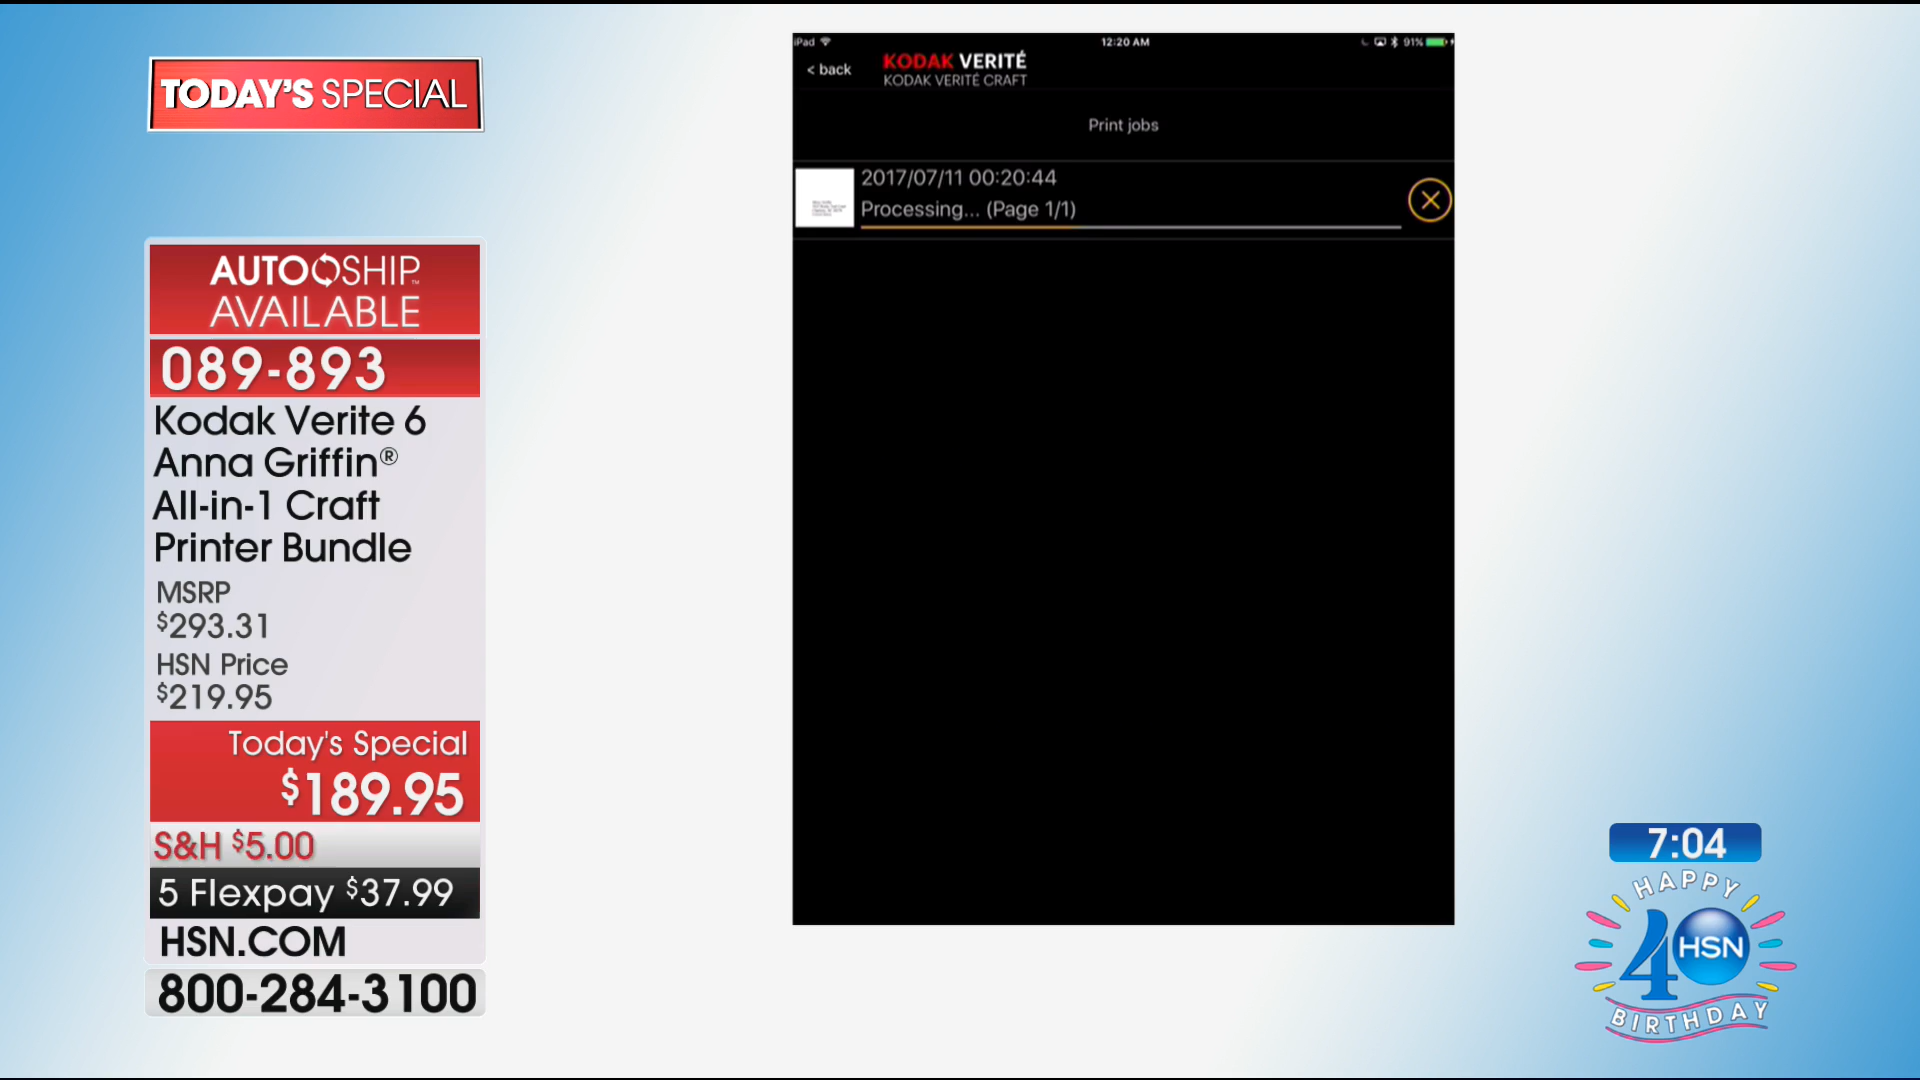 TODAY'S SPECIAL
AUTO SHIP™
AVAILABLE
089-893
Kodak Verite 6
Anna Griffin®
All-in-1 Craft
Printer Bundle
MSRP
$293.31
HSN Price
$219.95
Today's Special
$189.95
S&H $5.00
5 Flexpay $37.99
HSN.COM
800-284-3100
iPad 12:20 AM 91%
< back
KODAK VERITÉ
KODAK VERITÉ CRAFT
Print jobs
2017/07/11 00:20:44
Processing... (Page 1/1)
7:04
HAPPY
40 HSN
BIRTHDAY